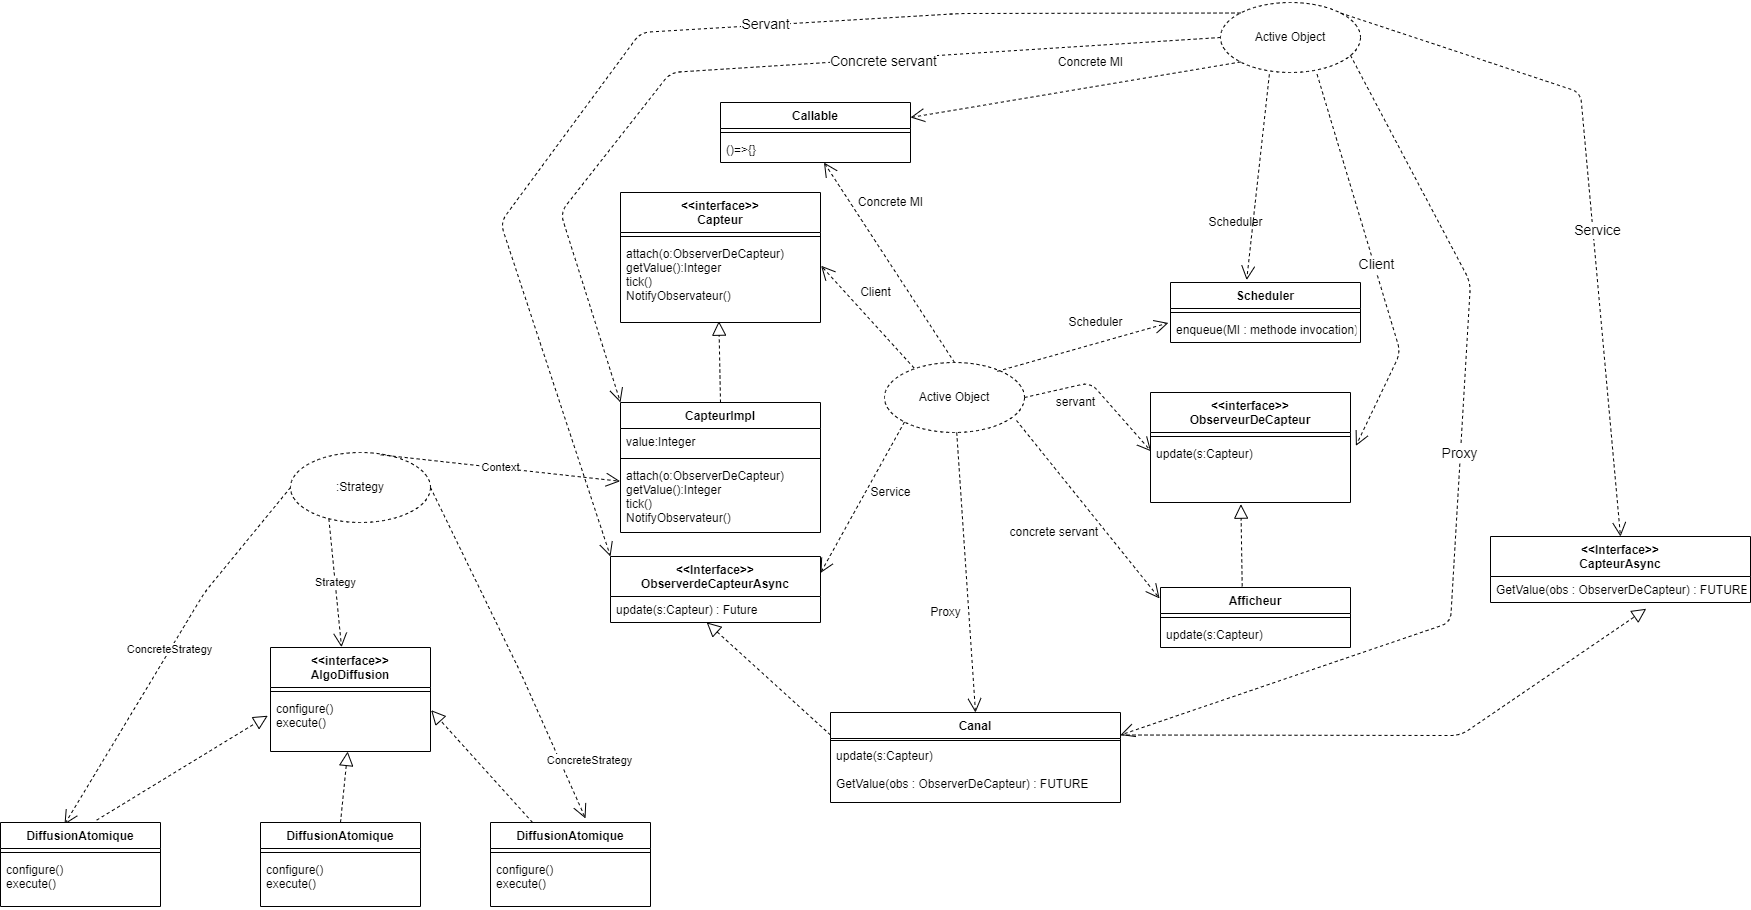 Servant
Active Object
Concrete servant
Concrete MI
Callable
()=>{}
Concrete MI
<<interface>>
Capteur
attach(o:ObserverDeCapteur)
getValue():Integer
tick()
NotifyObservateur()
Scheduler
Service
Client
Client
Scheduler
enqueue(MI : methode invocation)
Scheduler
Active Object
servant
<<interface>>
ObserveurDeCapteur
update(s:Capteur)
CapteurImpl
value:Integer
attach(o:ObserverDeCapteur)
getValue():Integer
tick()
NotifyObservateur()
Context
:Strategy
Proxy
Service
concrete servant
<<Interface>>
CapteurAsync
GetValue(obs : ObserverDeCapteur) : FUTURE
<<Interface>>
ObserverdeCapteurAsync
update(s:Capteur) : Future
Strategy
Proxy
Afficheur
update(s:Capteur)
ConcreteStrategy
<<interface>>
AlgoDiffusion
configure()
execute()
Canal
update(s:Capteur)
GetValue(obs : ObserverDeCapteur) : FUTURE
ConcreteStrategy
DiffusionAtomique
configure()
execute()
DiffusionAtomique
configure()
execute()
DiffusionAtomique
configure()
execute()